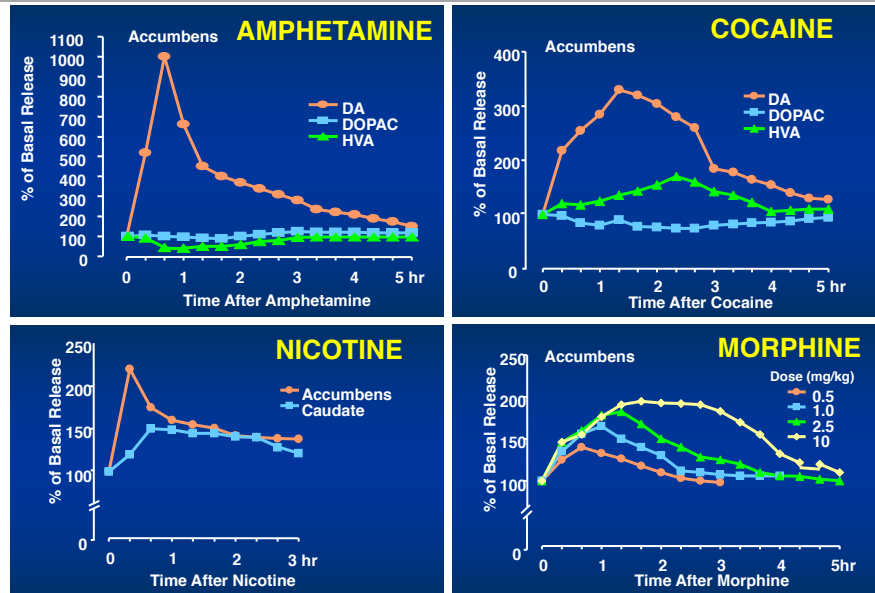 AMPHETAMINE
Accumbens
% of Basal Release
1100
1000
900
800
700
600
500
400
300
200
100
0
DA
DOPAC
HVA
0 1 2 3 4 5 hr
Time After Amphetamine
COCAINE
Accumbens
% of Basal Release
400
300
200
100
0
DA
DOPAC
HVA
0 1 2 3 4 5 hr
Time After Cocaine
NICOTINE
% of Basal Release
250
200
150
100
0
Accumbens
Caudate
0 1 2 3 hr
Time After Nicotine
MORPHINE
Accumbens
% of Basal Release
250
200
150
100
0
Dose (mg/kg)
0.5
1.0
2.5
10
0 1 2 3 4 5hr
Time After Morphine